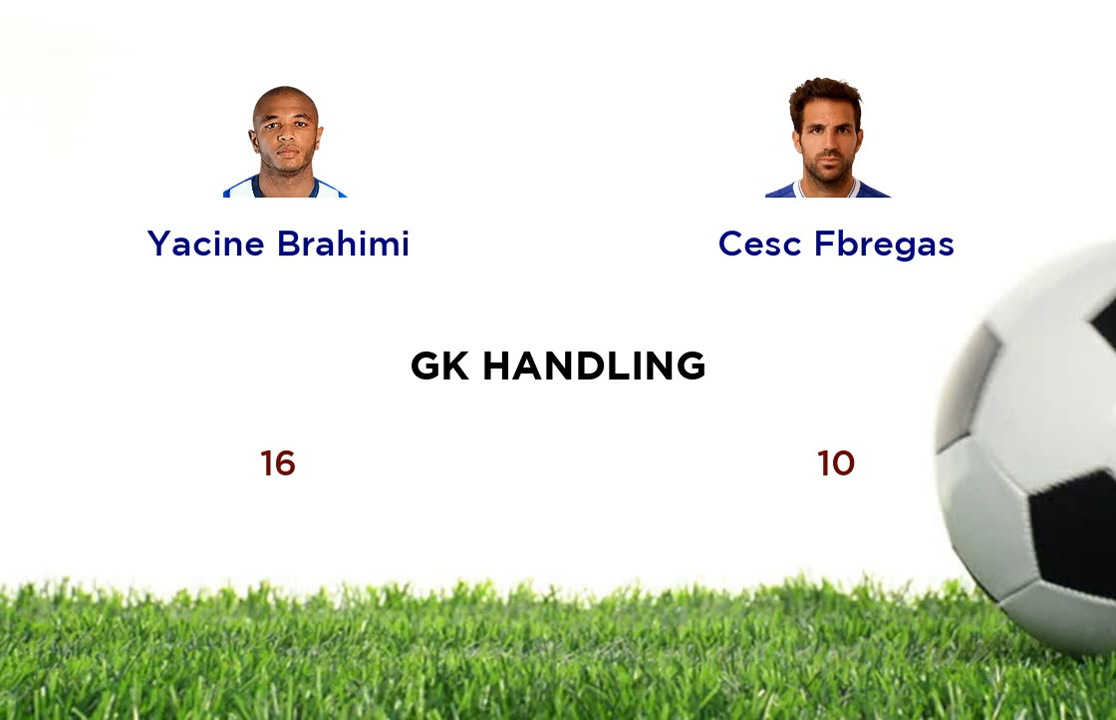 Yacine Brahimi
Cesc Fbregas
GK HANDLING
16
10